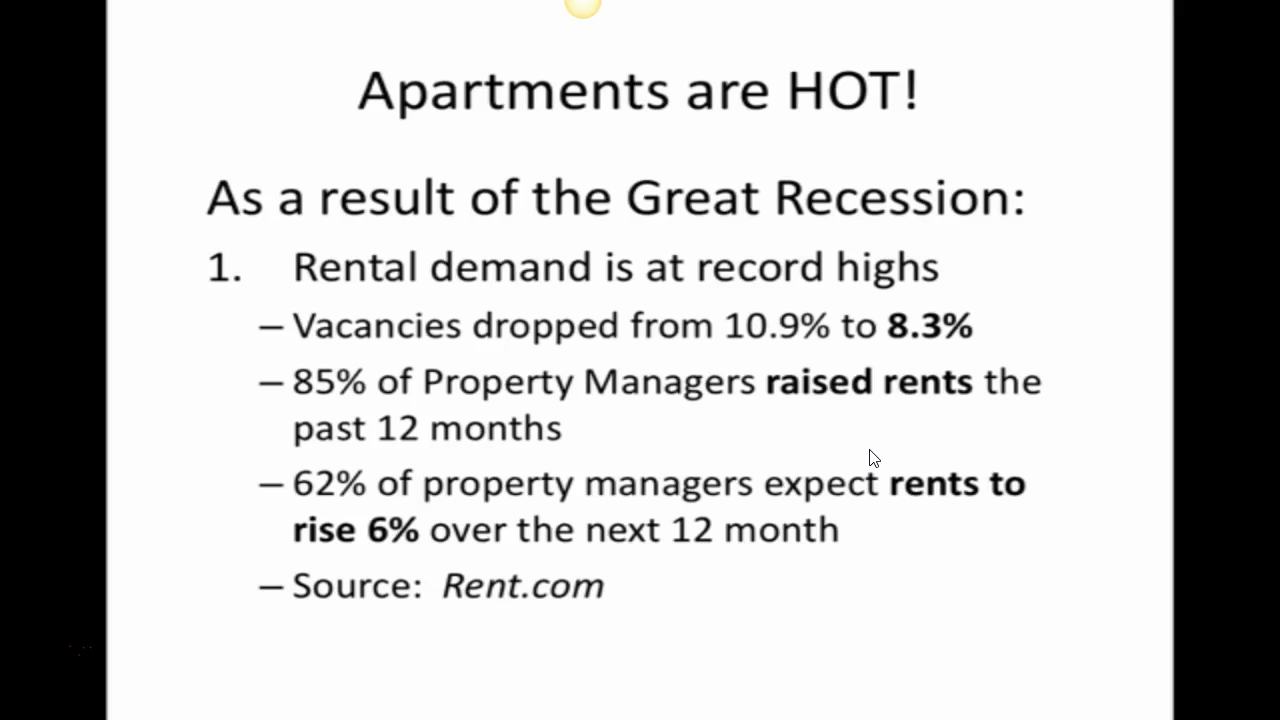 Apartments are HOT!
As a result of the Great Recession:
1. Rental demand is at record highs
– Vacancies dropped from 10.9% to 8.3%
– 85% of Property Managers raised rents the
past 12 months
– 62% of property managers expect rents to
rise 6% over the next 12 month
– Source: Rent.com